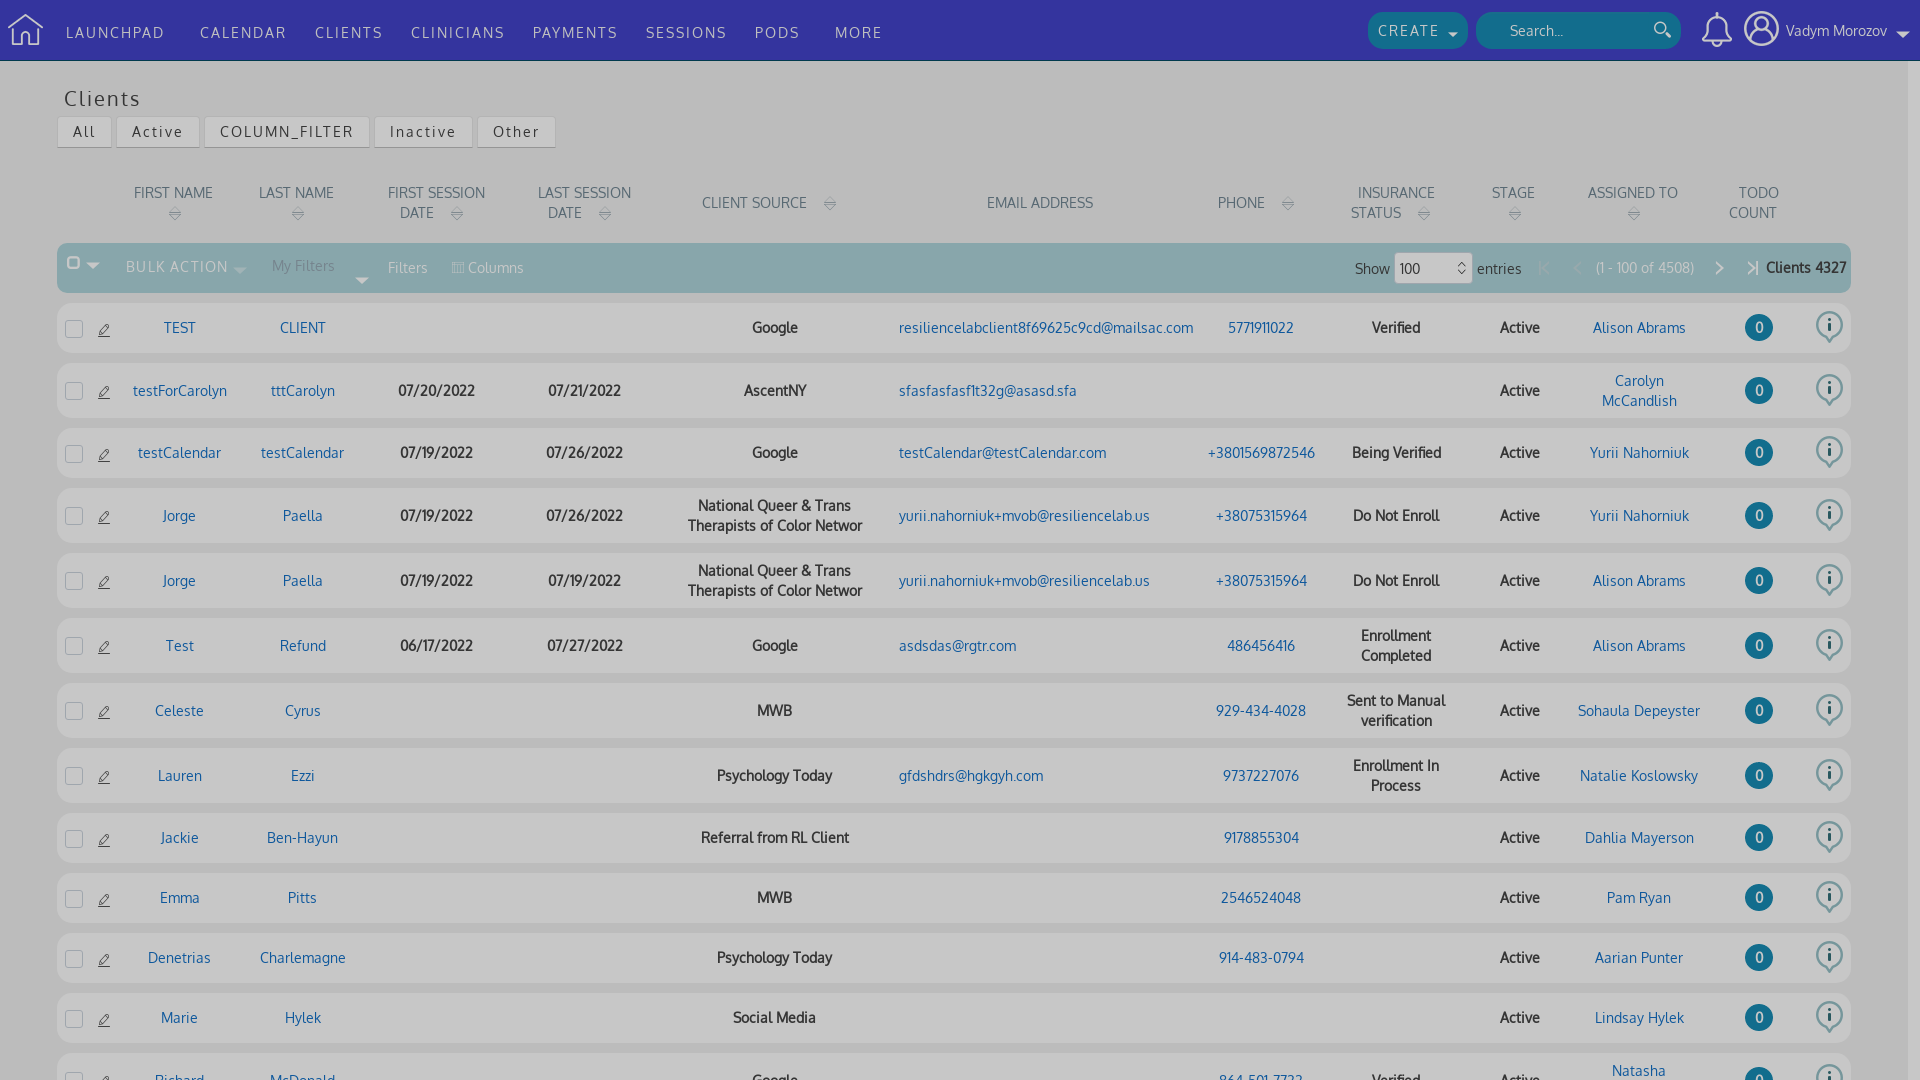 LAUNCHPAD CALENDAR CLIENTS CLINICIANS PAYMENTS SESSIONS PODS MORE CREATE Search... Vadym Morozov
Clients
All Active COLUMN_FILTER Inactive Other
FIRST NAME LAST NAME FIRST SESSION DATE LAST SESSION DATE CLIENT SOURCE EMAIL ADDRESS PHONE INSURANCE STATUS STAGE ASSIGNED TO TODO COUNT
BULK ACTION My Filters Filters Columns Show 100 entries (1 - 100 of 4508) Clients 4327
TEST CLIENT Google resiliencelabclient8f69625c9cd@mailsac.com 5771911022 Verified Active Alison Abrams 0
testForCarolyn tttCarolyn 07/20/2022 07/21/2022 AscentNY sfasfasfasf1t32g@asasd.sfa Active Carolyn McCandlish 0
testCalendar testCalendar 07/19/2022 07/26/2022 Google testCalendar@testCalendar.com +3801569872546 Being Verified Active Yurii Nahorniuk 0
Jorge Paella 07/19/2022 07/26/2022 National Queer & Trans Therapists of Color Networ yurii.nahorniuk+mvob@resiliencelab.us +38075315964 Do Not Enroll Active Yurii Nahorniuk 0
Jorge Paella 07/19/2022 07/19/2022 National Queer & Trans Therapists of Color Networ yurii.nahorniuk+mvob@resiliencelab.us +38075315964 Do Not Enroll Active Alison Abrams 0
Test Refund 06/17/2022 07/27/2022 Google asdsdas@rgtr.com 486456416 Enrollment Completed Active Alison Abrams 0
Celeste Cyrus MWB 929-434-4028 Sent to Manual verification Active Sohaula Depeyster 0
Lauren Ezzi Psychology Today gfdshdrs@hgkgyh.com 9737227076 Enrollment In Process Active Natalie Koslowsky 0
Jackie Ben-Hayun Referral from RL Client 9178855304 Active Dahlia Mayerson 0
Emma Pitts MWB 2546524048 Active Pam Ryan 0
Denetrias Charlemagne Psychology Today 914-483-0794 Active Aarian Punter 0
Marie Hylek Social Media Active Lindsay Hylek 0
Richard McDonald Google 864-501-7722 Verified Active Natasha 0